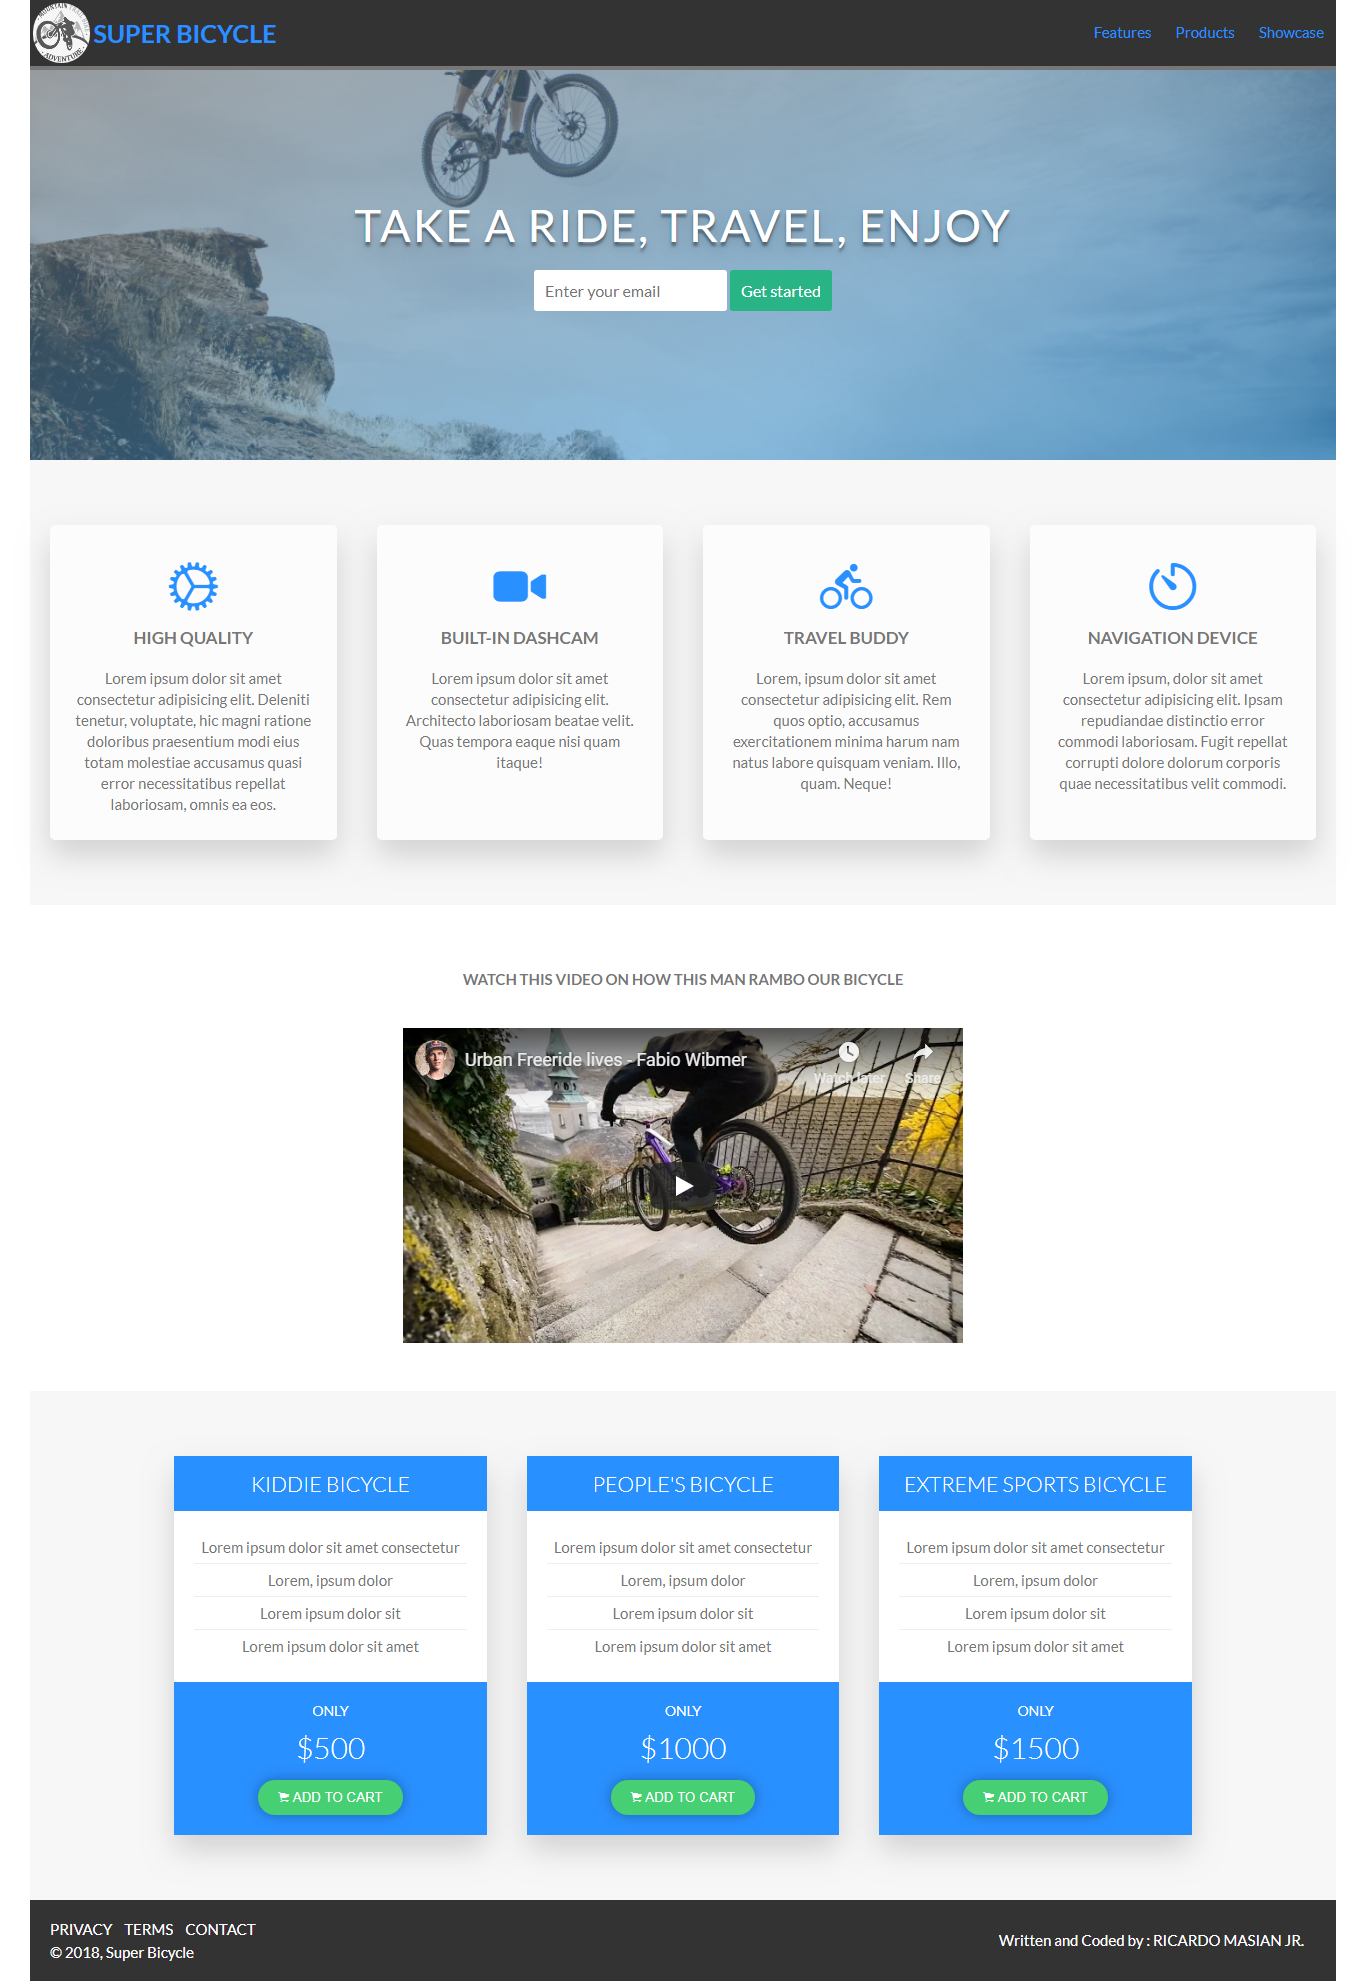 MOUNTAIN
ADVENTURE
SUPER BICYCLE
Features Products Showcase
TAKE A RIDE, TRAVEL, ENJOY
Enter your email Get started
HIGH QUALITY
Lorem ipsum dolor sit amet
consectetur adipisicing elit. Deleniti
tenetur, voluptate, hic magni ratione
doloribus praesentium modi eius
totam molestiae accusamus quasi
error necessitatibus repellat
laboriosam, omnis ea eos.
BUILT-IN DASHCAM
Lorem ipsum dolor sit amet
consectetur adipisicing elit.
Architecto laboriosam beatae velit.
Quas tempora eaque nisi quam
itaque!
TRAVEL BUDDY
Lorem, ipsum dolor sit amet
consectetur adipisicing elit. Rem
quos optio, accusamus
exercitationem minima harum nam
natus labore quisquam veniam. Illo,
quam. Neque!
NAVIGATION DEVICE
Lorem ipsum, dolor sit amet
consectetur adipisicing elit. Ipsam
repudiandae distinctio error
commodi laboriosam. Fugit repellat
corrupti dolore dolorum corporis
quae necessitatibus velit commodi.
WATCH THIS VIDEO ON HOW THIS MAN RAMBO OUR BICYCLE
Urban Freeride lives - Fabio Wibmer
Watch later Share
KIDDIE BICYCLE
Lorem ipsum dolor sit amet consectetur
Lorem, ipsum dolor
Lorem ipsum dolor sit
Lorem ipsum dolor sit amet
ONLY
$500
ADD TO CART
PEOPLE'S BICYCLE
Lorem ipsum dolor sit amet consectetur
Lorem, ipsum dolor
Lorem ipsum dolor sit
Lorem ipsum dolor sit amet
ONLY
$1000
ADD TO CART
EXTREME SPORTS BICYCLE
Lorem ipsum dolor sit amet consectetur
Lorem, ipsum dolor
Lorem ipsum dolor sit
Lorem ipsum dolor sit amet
ONLY
$1500
ADD TO CART
PRIVACY TERMS CONTACT
© 2018, Super Bicycle
Written and Coded by : RICARDO MASIAN JR.